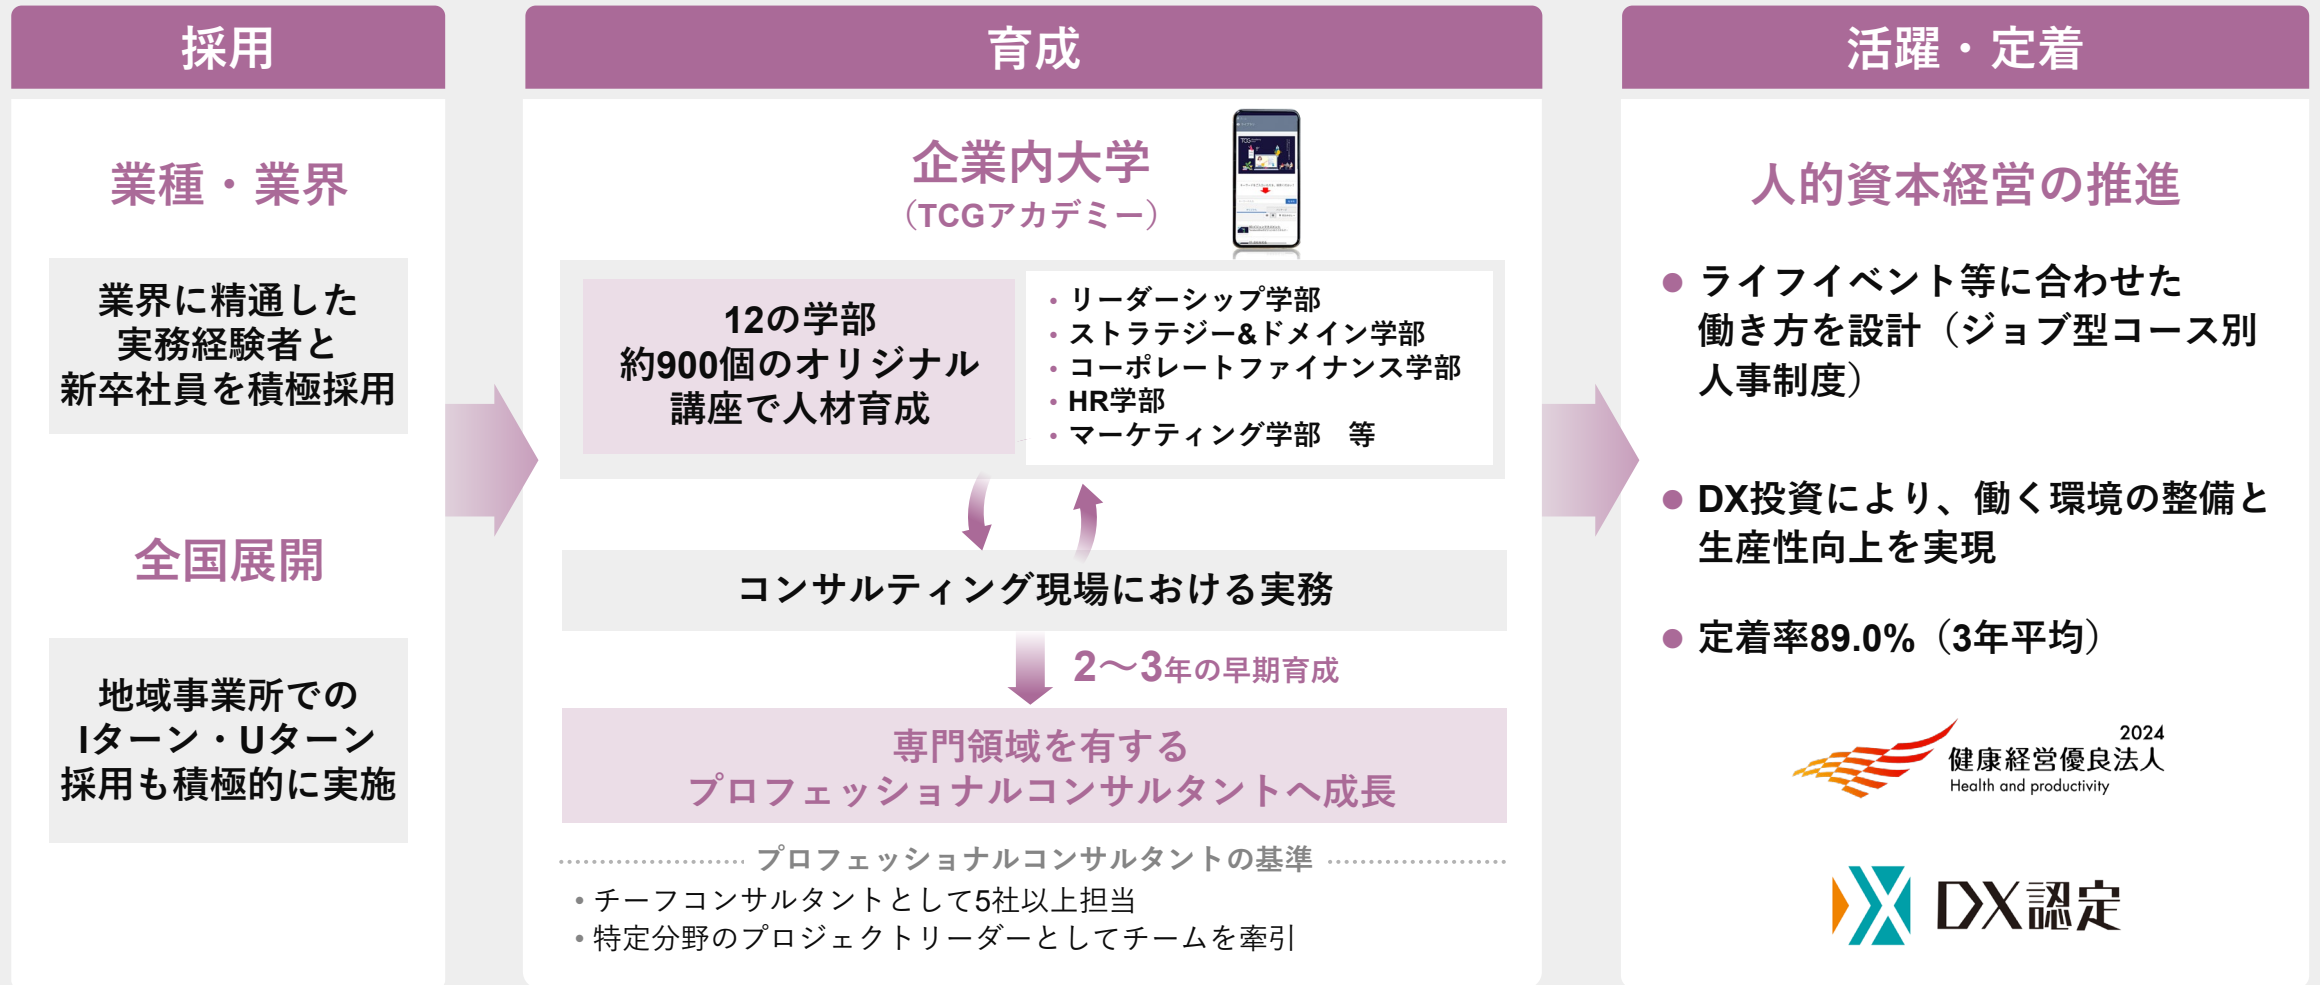 採用
業種・業界
業界に精通した
実務経験者と
新卒社員を積極採用
全国展開
地域事業所での
Iターン・Uターン
採用も積極的に実施
育成
企業内大学
（TCGアカデミー）
12の学部
約900個のオリジナル
講座で人材育成
・リーダーシップ学部
・ストラテジー&ドメイン学部
・コーポレートファイナンス学部
・HR学部
・マーケティング学部　等
コンサルティング現場における実務
2～3年の早期育成
専門領域を有する
プロフェッショナルコンサルタントへ成長
プロフェッショナルコンサルタントの基準
・チーフコンサルタントとして5社以上担当
・特定分野のプロジェクトリーダーとしてチームを牽引
活躍・定着
人的資本経営の推進
● ライフイベント等に合わせた
働き方を設計（ジョブ型コース別
人事制度）
● DX投資により、働く環境の整備と
生産性向上を実現
● 定着率89.0%（3年平均）
2024
健康経営優良法人
Health and productivity
DX認定